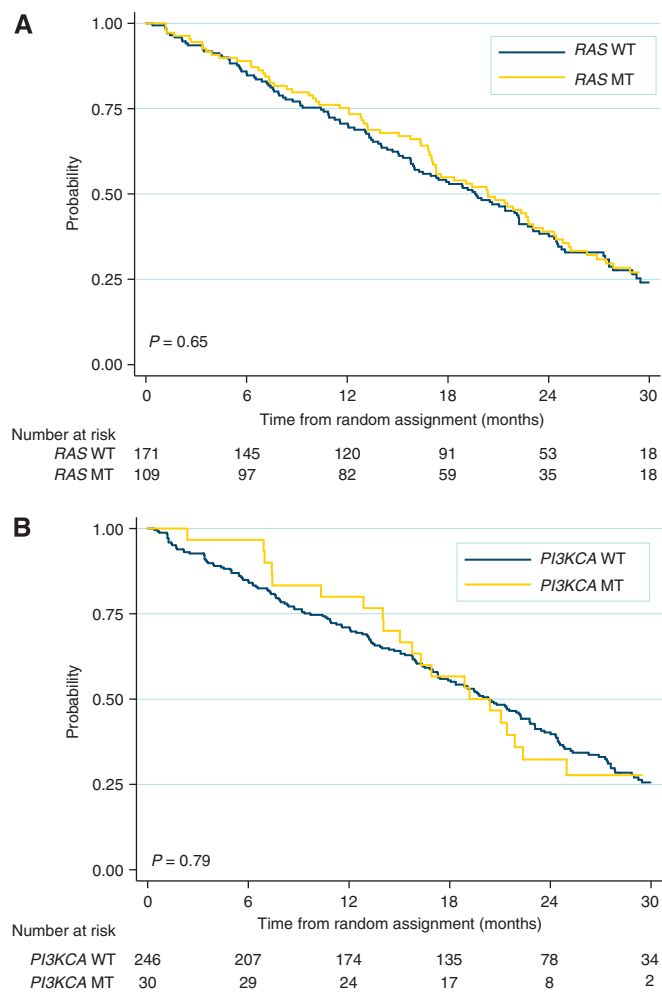 A
1.00
0.75
0.50
0.25
0.00
Probability
RAS WT
RAS MT
P = 0.65
0 6 12 18 24 30
Time from random assignment (months)
Number at risk
RAS WT 171 145 120 91 53 18
RAS MT 109 97 82 59 35 18
B
1.00
0.75
0.50
0.25
0.00
Probability
PI3KCA WT
PI3KCA MT
P = 0.79
0 6 12 18 24 30
Time from random assignment (months)
Number at risk
PI3KCA WT 246 207 174 135 78 34
PI3KCA MT 30 29 24 17 8 2